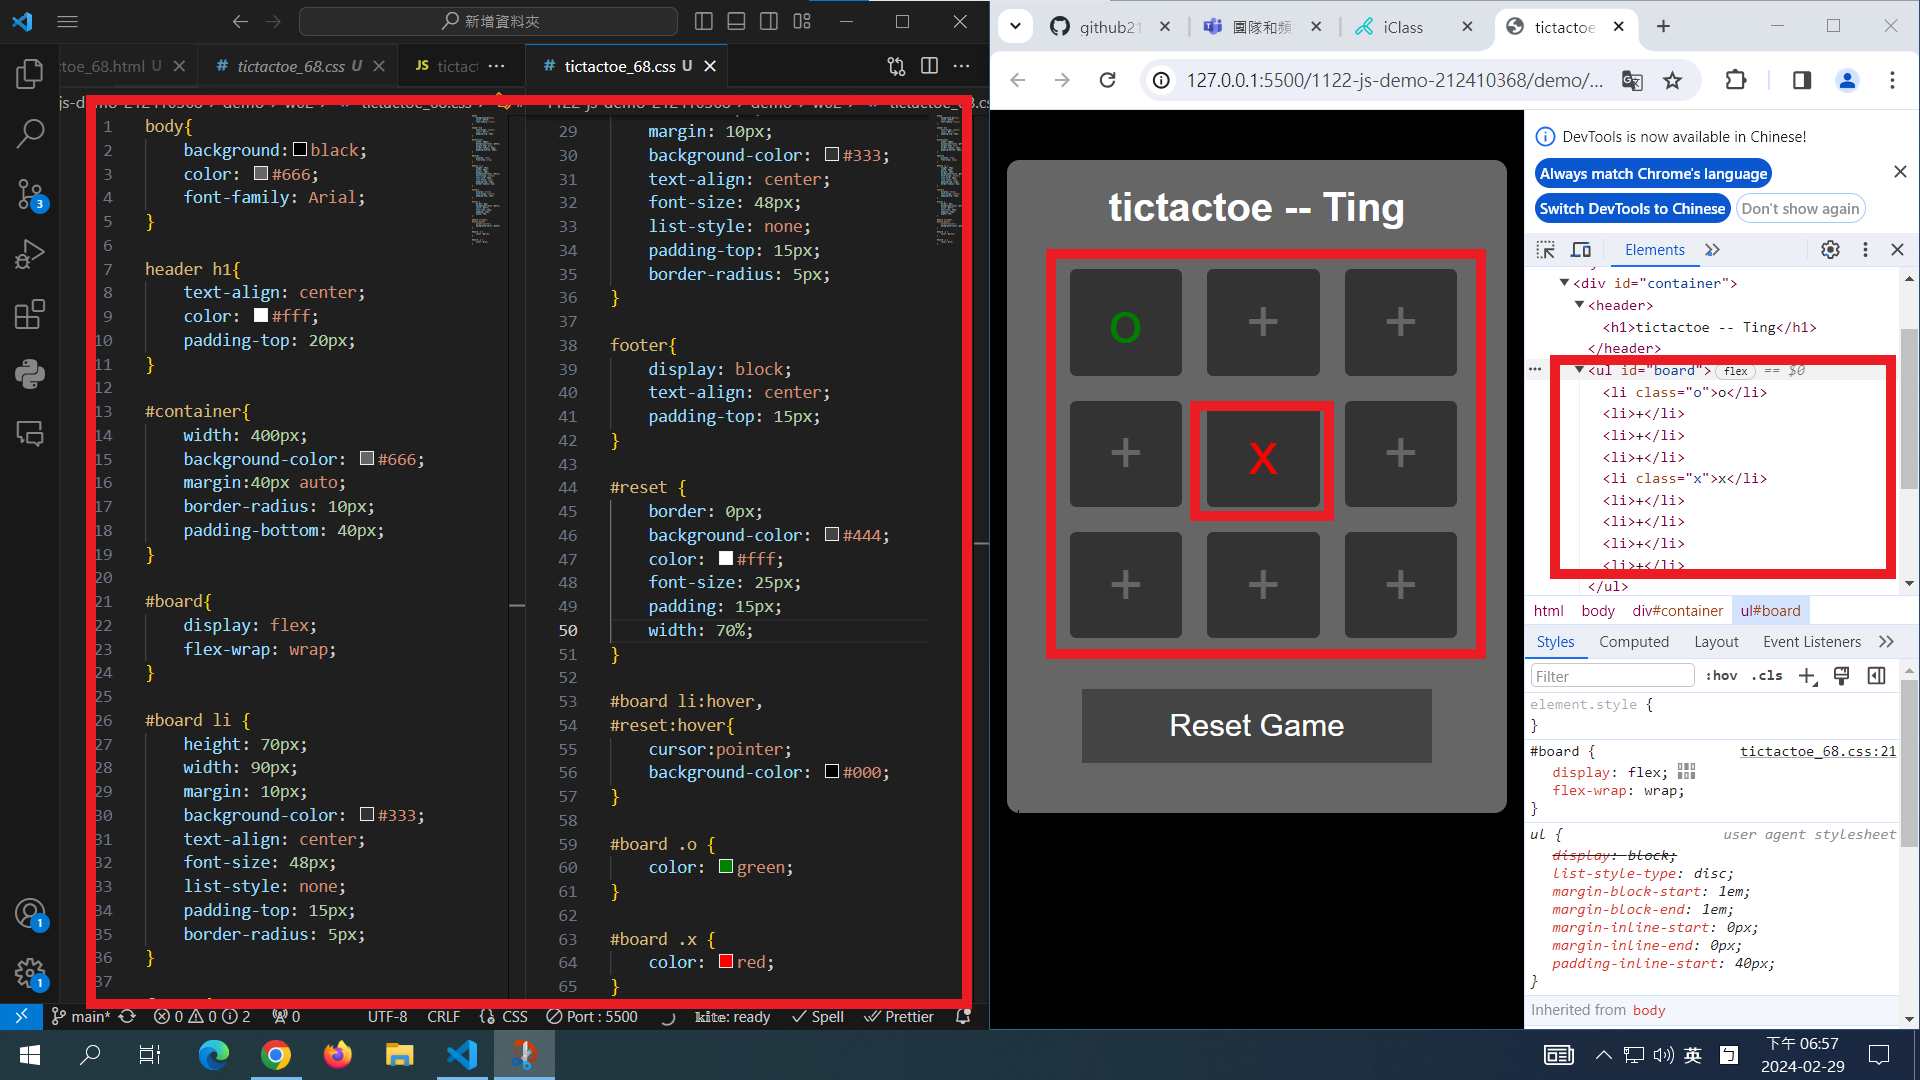 新增資料夾
toe_68.html U
# tictactoe_68.css U
JS tictac
# tictactoe_68.css U
1 body{
2 background: black;
3 color: #666;
4 font-family: Arial;
5 }
6
7 header h1{
8 text-align: center;
9 color: #fff;
10 padding-top: 20px;
11 }
12
13 #container{
14 width: 400px;
15 background-color: #666;
16 margin:40px auto;
17 border-radius: 10px;
18 padding-bottom: 40px;
19 }
20
21 #board{
22 display: flex;
23 flex-wrap: wrap;
24 }
25
26 #board li {
27 height: 70px;
28 width: 90px;
29 margin: 10px;
30 background-color: #333;
31 text-align: center;
32 font-size: 48px;
33 list-style: none;
34 padding-top: 15px;
35 border-radius: 5px;
36 }
37
29 margin: 10px;
30 background-color: #333;
31 text-align: center;
32 font-size: 48px;
33 list-style: none;
34 padding-top: 15px;
35 border-radius: 5px;
36 }
37
38 footer{
39 display: block;
40 text-align: center;
41 padding-top: 15px;
42 }
43
44 #reset {
45 border: 0px;
46 background-color: #444;
47 color: #fff;
48 font-size: 25px;
49 padding: 15px;
50 width: 70%;
51 }
52
53 #board li:hover,
54 #reset:hover{
55 cursor:pointer;
56 background-color: #000;
57 }
58
59 #board .o {
60 color: green;
61 }
62
63 #board .x {
64 color: red;
65 }
main* 0 0 2 0 UTF-8 CRLF {} CSS Port : 5500 kite: ready Spell Prettier
github21
團隊和頻
iClass
tictactoe
127.0.0.1:5500/1122-js-demo-212410368/demo/...
tictactoe -- Ting
o + +
+ x +
+ + +
Reset Game
DevTools is now available in Chinese!
Always match Chrome's language
Switch DevTools to Chinese
Don't show again
Elements
<div id="container">
<header>
<h1>tictactoe -- Ting</h1>
</header>
<ul id="board"> flex == $0
<li class="o">o</li>
<li>+</li>
<li>+</li>
<li>+</li>
<li class="x">x</li>
<li>+</li>
<li>+</li>
<li>+</li>
<li>+</li>
</ul>
html body div#container ul#board
Styles Computed Layout Event Listeners
Filter :hov .cls
element.style {
}
#board { tictactoe_68.css:21
display: flex;
flex-wrap: wrap;
}
ul { user agent stylesheet
display: block;
list-style-type: disc;
margin-block-start: 1em;
margin-block-end: 1em;
margin-inline-start: 0px;
margin-inline-end: 0px;
padding-inline-start: 40px;
}
Inherited from body
3
1
1
英
ㄅ
下午 06:57
2024-02-29